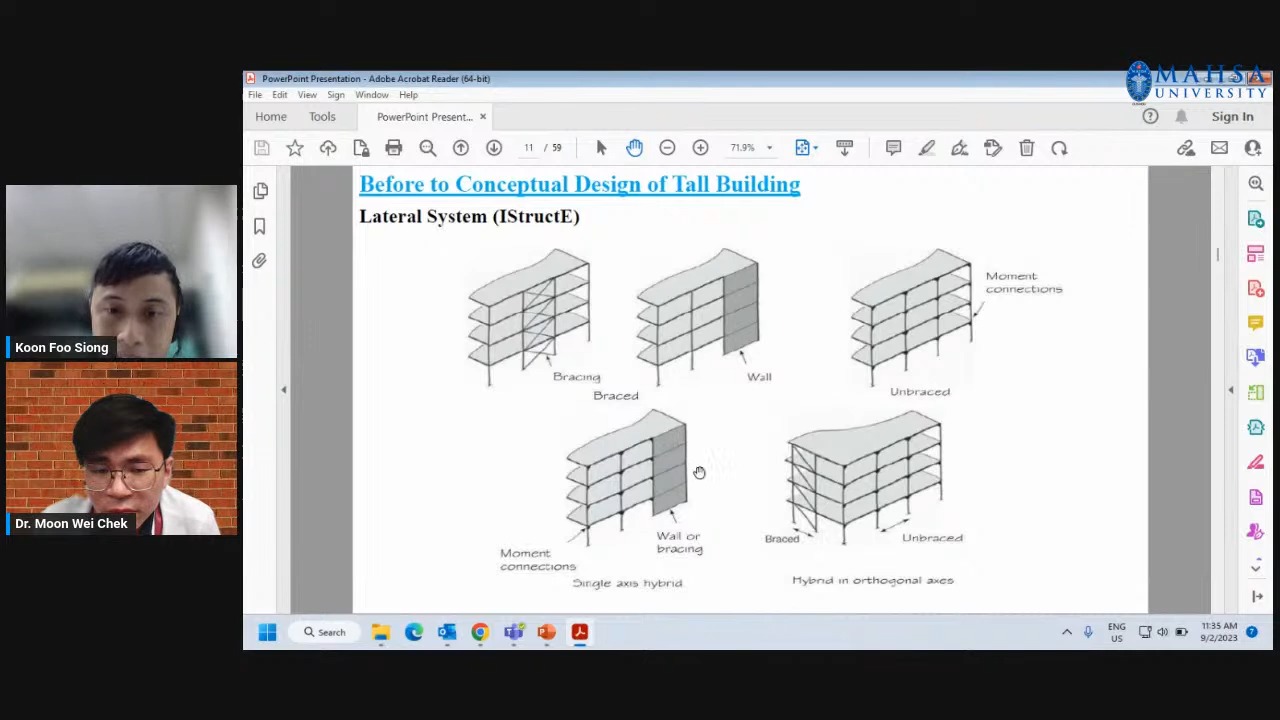 MAHSA
UNIVERSITY
PowerPoint Presentation - Adobe Acrobat Reader (64-bit)
File Edit View Sign Window Help
Home Tools PowerPoint Present... ×
Sign In
11 / 59 71.9%
Before to Conceptual Design of Tall Building
Lateral System (IStructE)
Moment
connections
Bracing
Wall
Braced
Unbraced
Wall or
bracing
Moment
connections
Single axis hybrid
Braced
Unbraced
Hybrid in orthogonal axes
Koon Foo Siong
Dr. Moon Wei Chek
Search
ENG
US
11:35 AM
9/2/2023
7